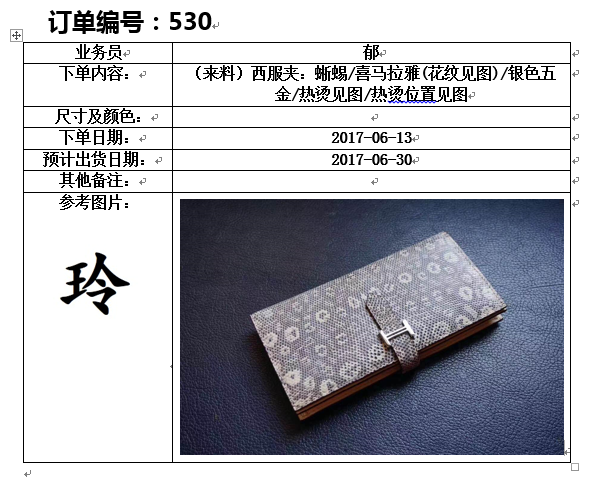 订单编号：530
业务员 郁
下单内容： （来料）西服夹：蜥蜴/喜马拉雅(花纹见图)/银色五
金/热烫见图/热烫位置见图
尺寸及颜色：
下单日期： 2017-06-13
预计出货日期： 2017-06-30
其他备注：
参考图片：
玲